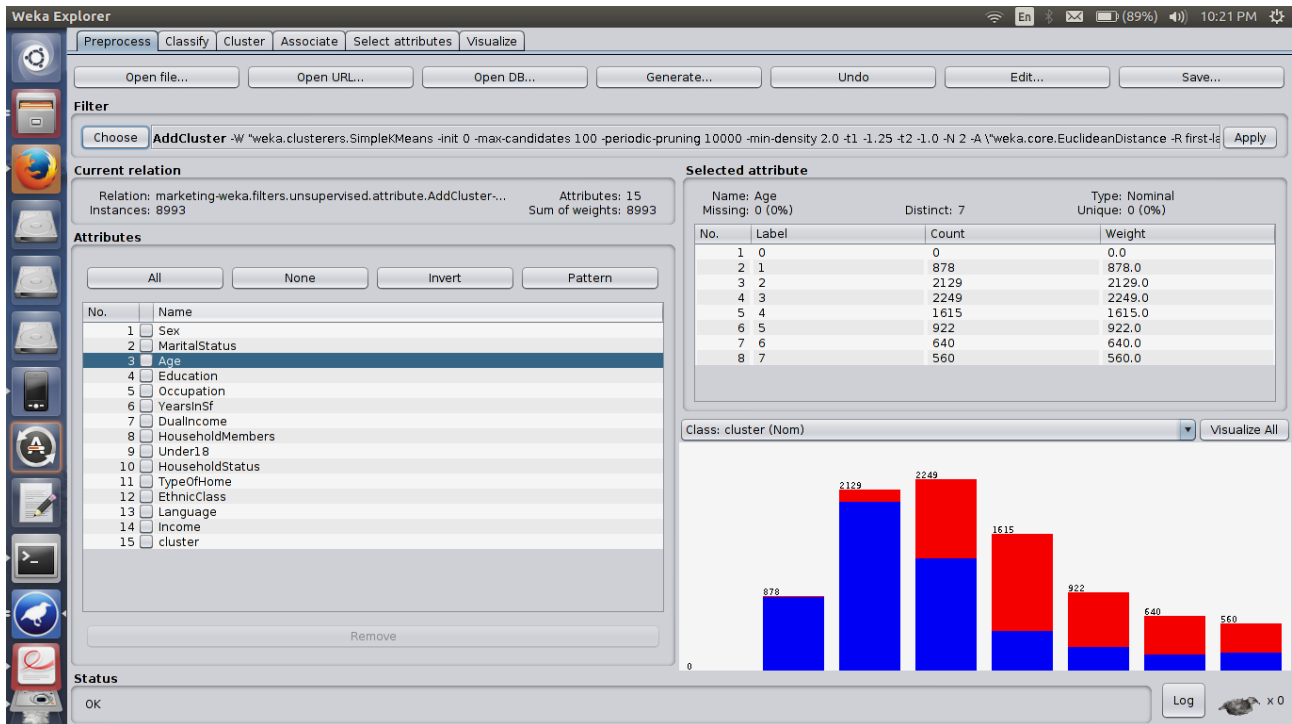 Weka Explorer
En (89%) 10:21 PM
Preprocess Classify Cluster Associate Select attributes Visualize
Open file... Open URL... Open DB... Generate... Undo Edit... Save...
Filter
Choose AddCluster -W "weka.clusterers.SimpleKMeans -init 0 -max-candidates 100 -periodic-pruning 10000 -min-density 2.0 -t1 -1.25 -t2 -1.0 -N 2 -A \"weka.core.EuclideanDistance -R first-la Apply
Current relation
Relation: marketing-weka.filters.unsupervised.attribute.AddCluster-... Attributes: 15
Instances: 8993 Sum of weights: 8993
Attributes
All None Invert Pattern
No. Name
1 Sex
2 MaritalStatus
3 Age
4 Education
5 Occupation
6 YearsInSf
7 DualIncome
8 HouseholdMembers
9 Under18
10 HouseholdStatus
11 TypeOfHome
12 EthnicClass
13 Language
14 Income
15 cluster
Remove
Selected attribute
Name: Age Type: Nominal
Missing: 0 (0%) Distinct: 7 Unique: 0 (0%)
No. Label Count Weight
1 0 0 0.0
2 1 878 878.0
3 2 2129 2129.0
4 3 2249 2249.0
5 4 1615 1615.0
6 5 922 922.0
7 6 640 640.0
8 7 560 560.0
Class: cluster (Nom) Visualize All
0 878 2129 2249 1615 922 640 560
Status
OK Log x 0